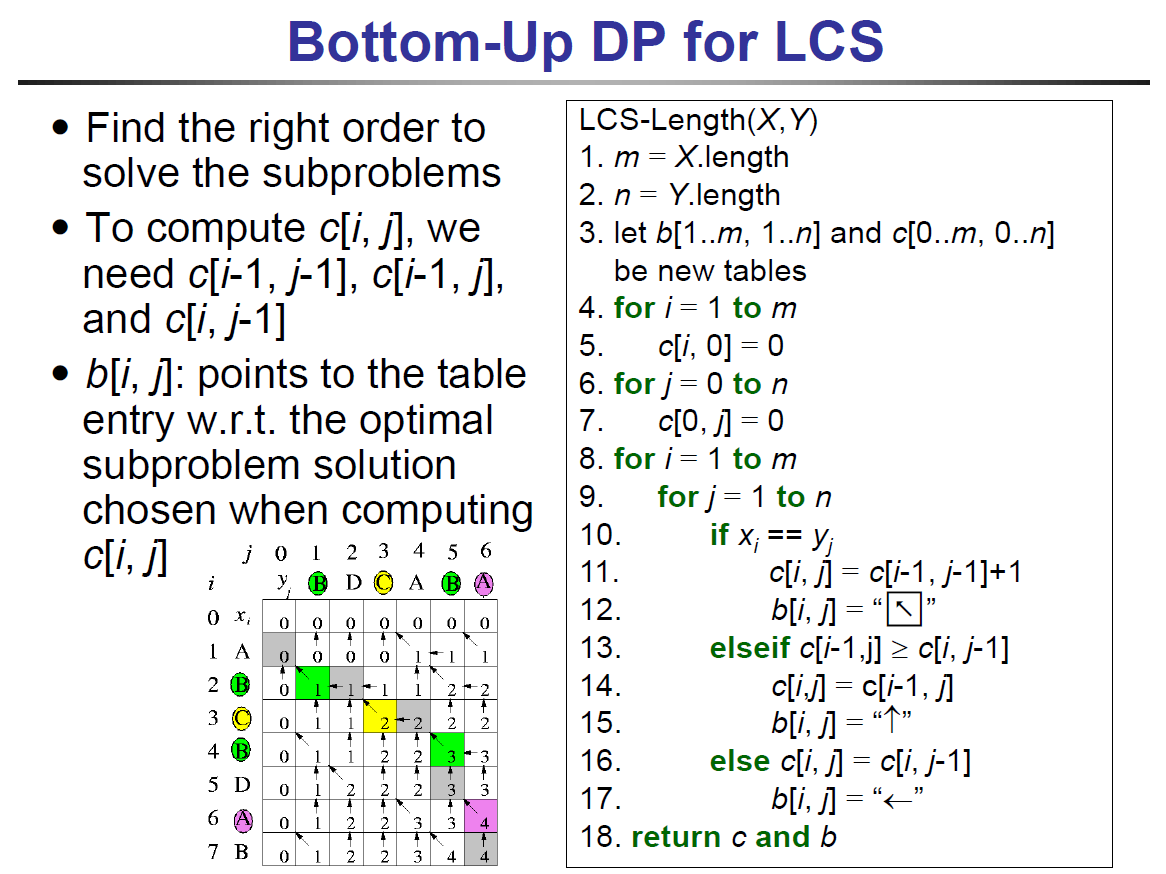 Bottom-Up DP for LCS
• Find the right order to
solve the subproblems
• To compute c[i, j], we
need c[i-1, j-1], c[i-1, j],
and c[i, j-1]
• b[i, j]: points to the table
entry w.r.t. the optimal
subproblem solution
chosen when computing
c[i, j]
j 0 1 2 3 4 5 6
i yj B D C A B A
0 xi 0 0 0 0 0 0 0
1 A 0 0 0 0 1 1 1
2 B 0 1 1 1 1 2 2
3 C 0 1 1 2 2 2 2
4 B 0 1 1 2 2 3 3
5 D 0 1 2 2 2 3 3
6 A 0 1 2 2 3 3 4
7 B 0 1 2 2 3 4 4
LCS-Length(X,Y)
1. m = X.length
2. n = Y.length
3. let b[1..m, 1..n] and c[0..m, 0..n]
be new tables
4. for i = 1 to m
5. c[i, 0] = 0
6. for j = 0 to n
7. c[0, j] = 0
8. for i = 1 to m
9. for j = 1 to n
10. if xi == yj
11. c[i, j] = c[i-1, j-1]+1
12. b[i, j] = “↖”
13. elseif c[i-1,j] ≥ c[i, j-1]
14. c[i,j] = c[i-1, j]
15. b[i, j] = “↑”
16. else c[i, j] = c[i, j-1]
17. b[i, j] = “←”
18. return c and b